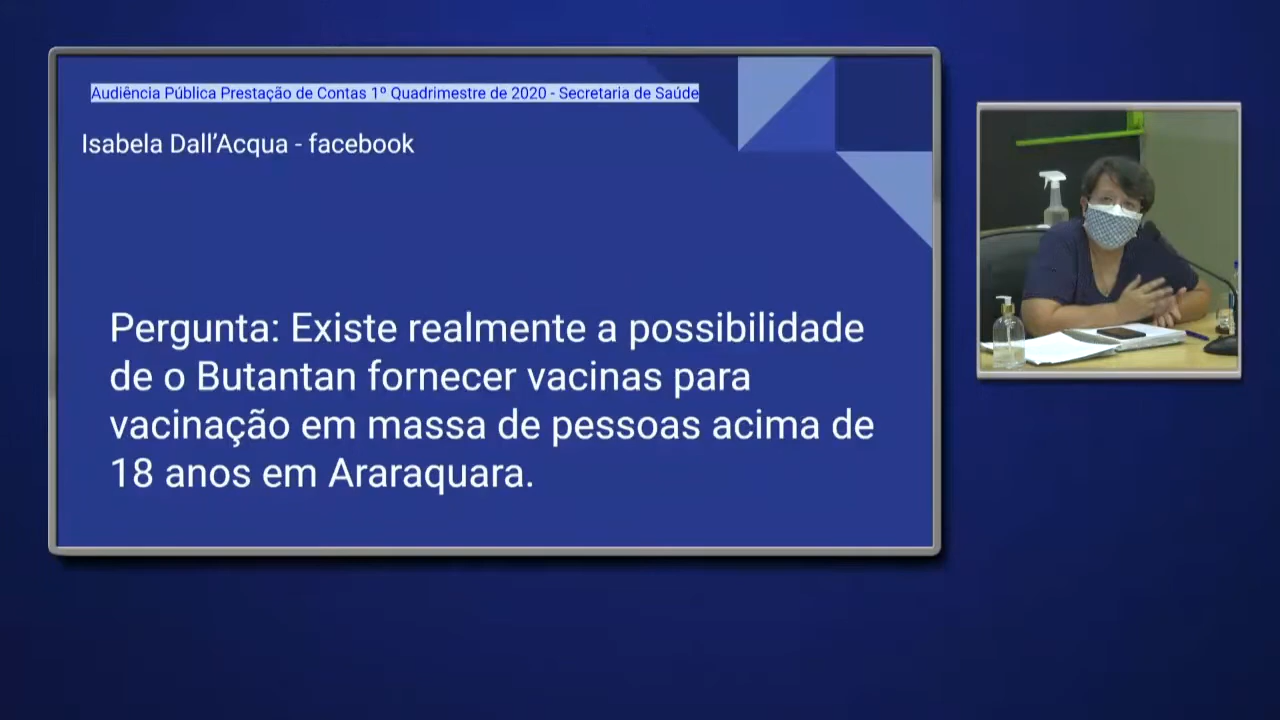 Audiência Pública Prestação de Contas 1º Quadrimestre de 2020 - Secretaria de Saúde
Isabela Dall’Acqua - facebook
Pergunta: Existe realmente a possibilidade
de o Butantan fornecer vacinas para
vacinação em massa de pessoas acima de
18 anos em Araraquara.